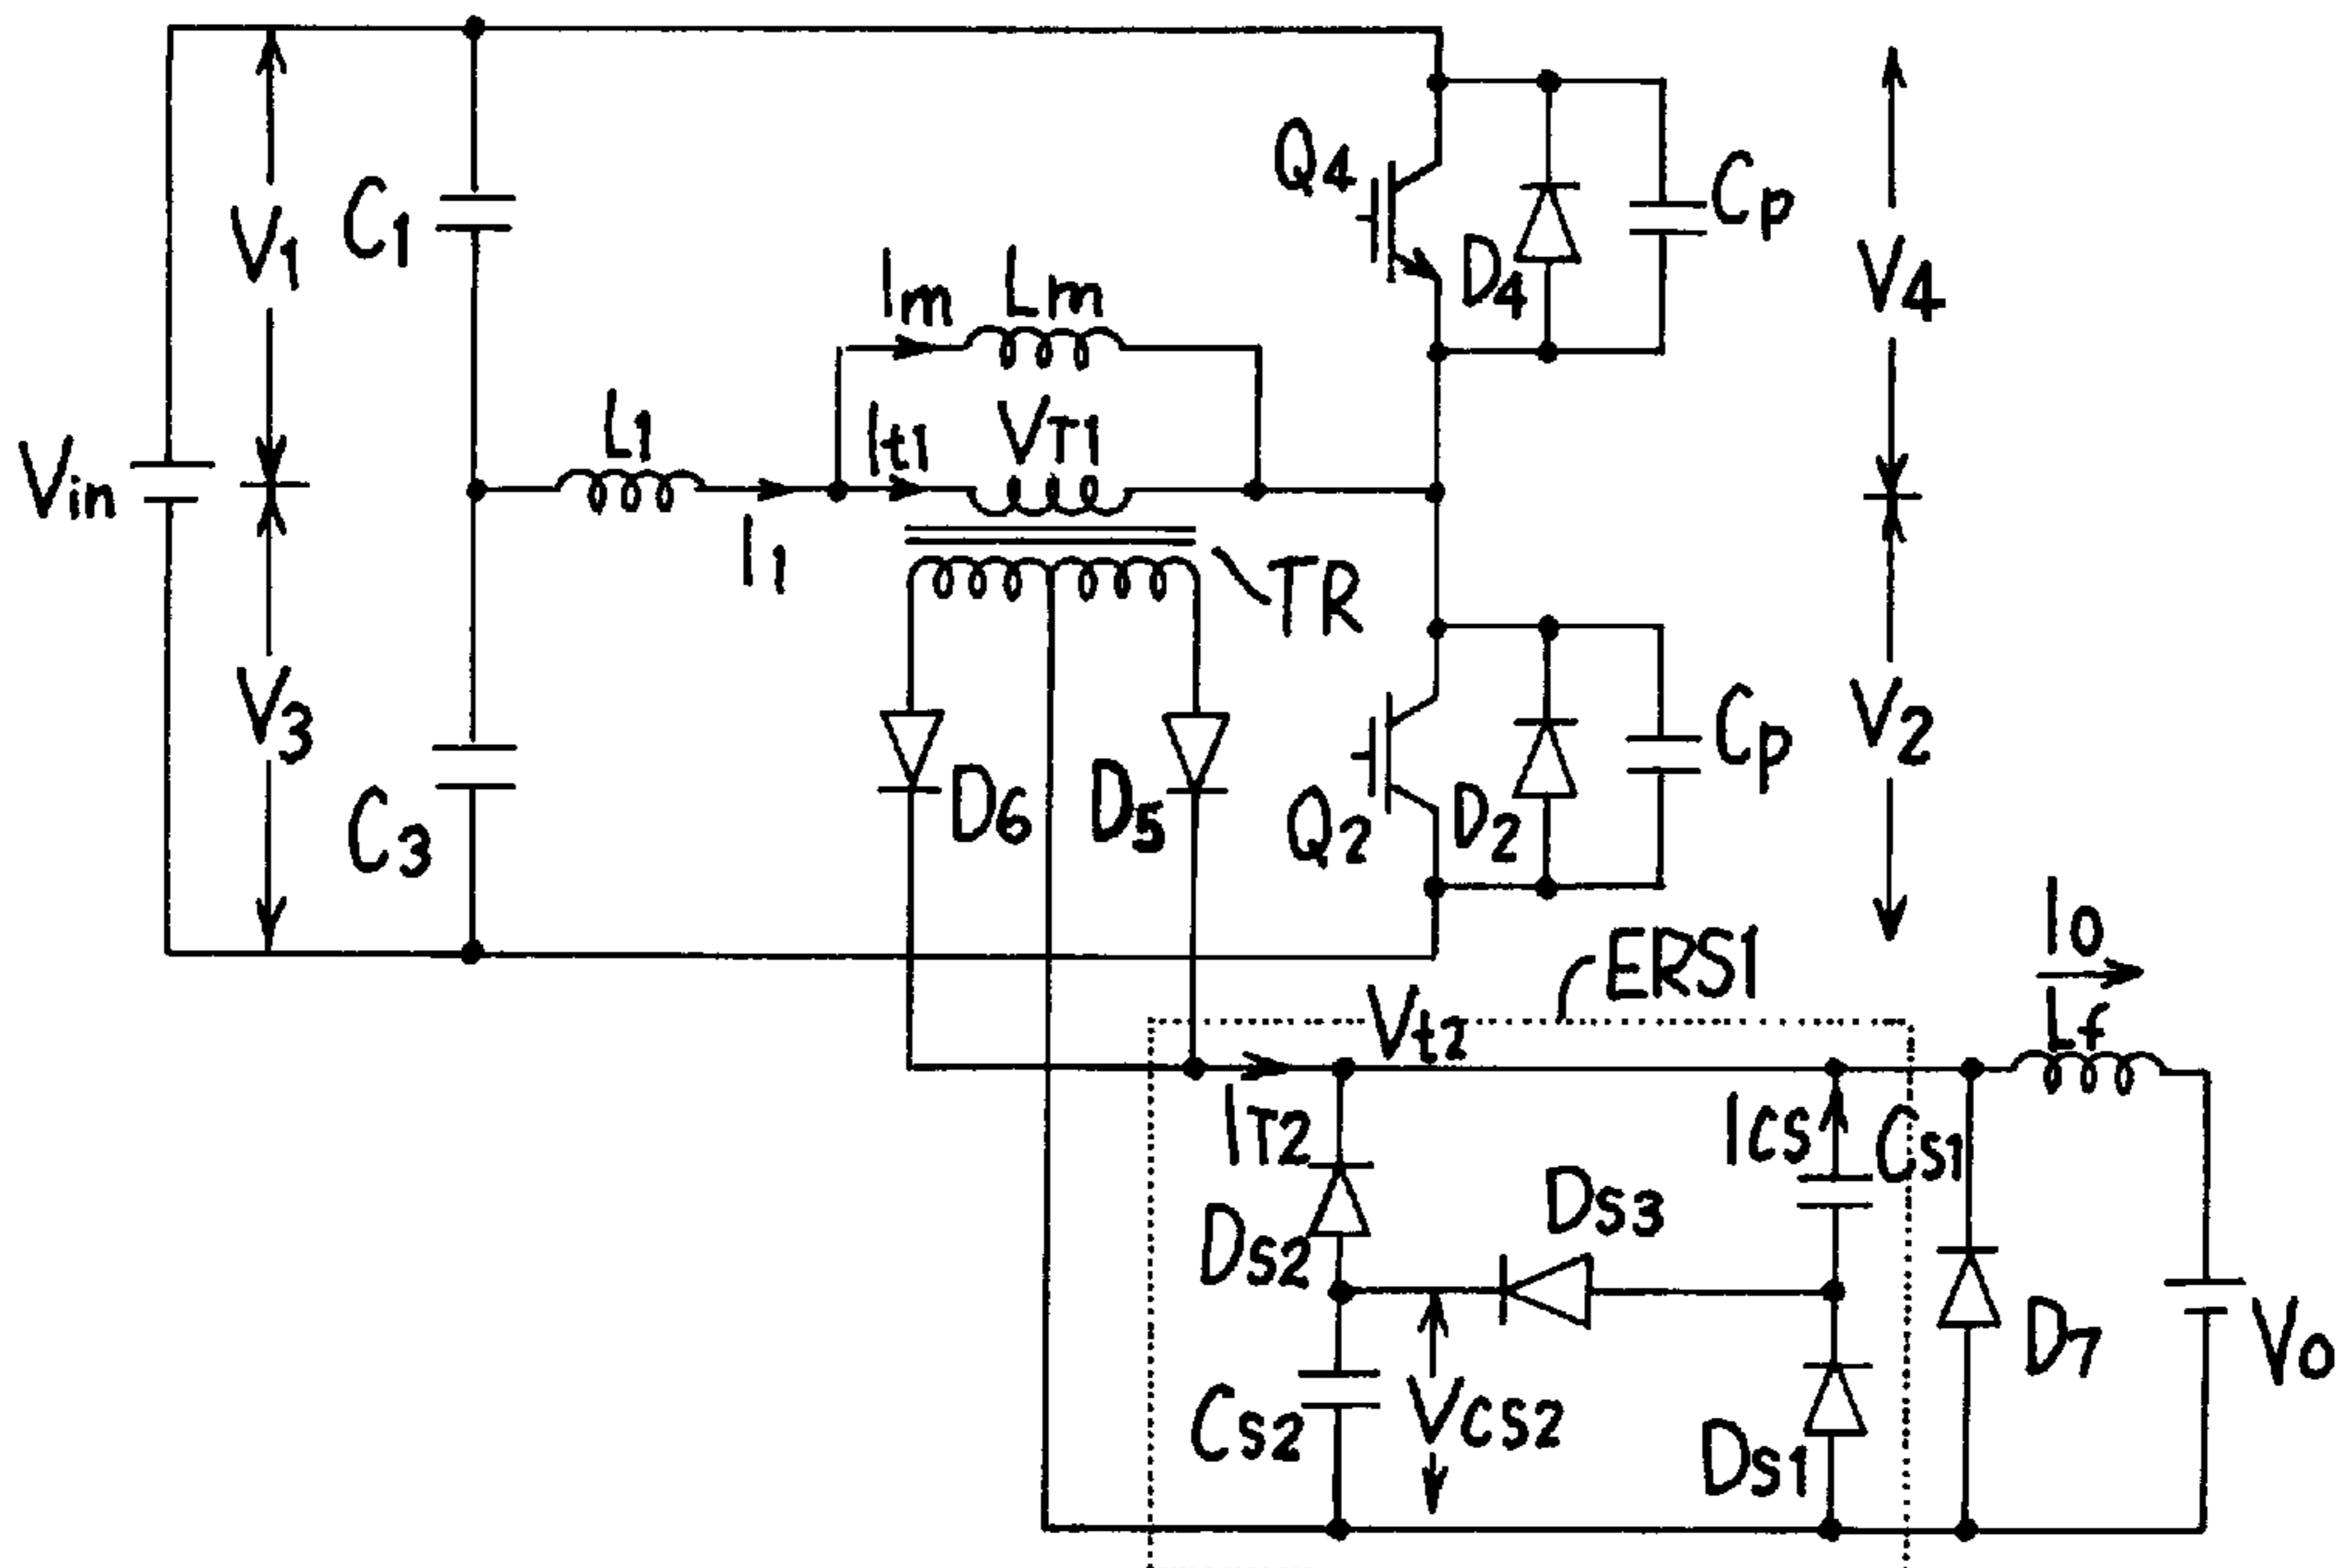 Vin
V1
V3
C1
C3
L1
I1
Im
Lm
It1
VT1
TR
Q4
D4
Cp
V4
Q2
D2
Cp
V2
D6
D5
ERS1
Vt2
IT2
Io
Lf
Ds2
Ds3
Ics
Cs1
Cs2
Vcs2
Ds1
D7
Vo